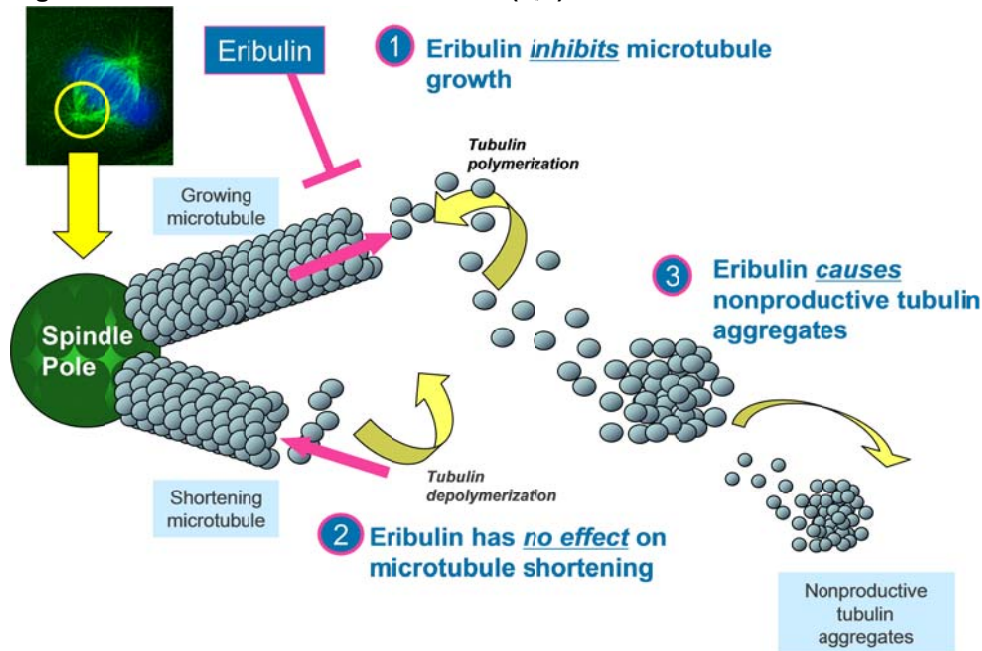 Eribulin
1 Eribulin inhibits microtubule
growth
Tubulin
polymerization
Growing
microtubule
3 Eribulin causes
nonproductive tubulin
aggregates
Spindle
Pole
Tubulin
depolymerization
Shortening
microtubule
2 Eribulin has no effect on
microtubule shortening
Nonproductive
tubulin
aggregates